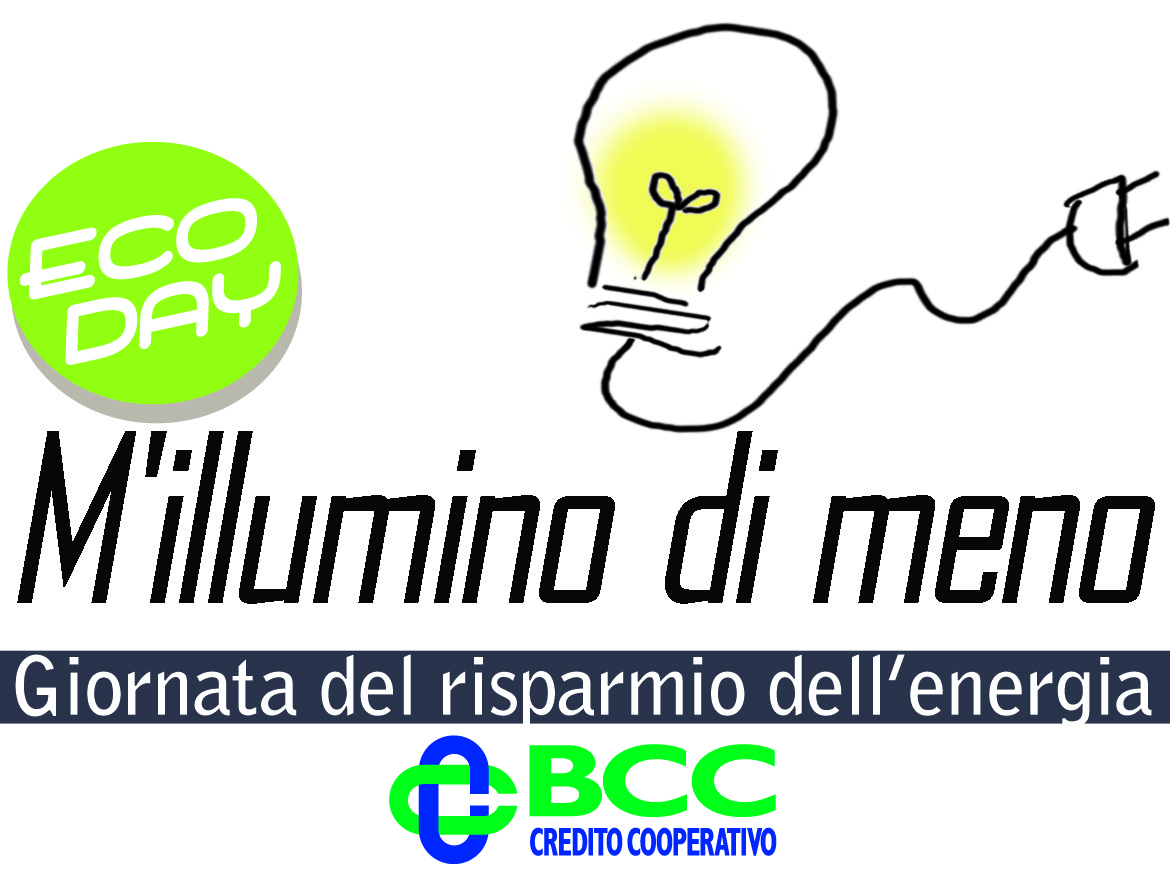 ECO
DAY
M'illumino di meno
Giornata del risparmio dell'energia
BCC
CREDITO COOPERATIVO